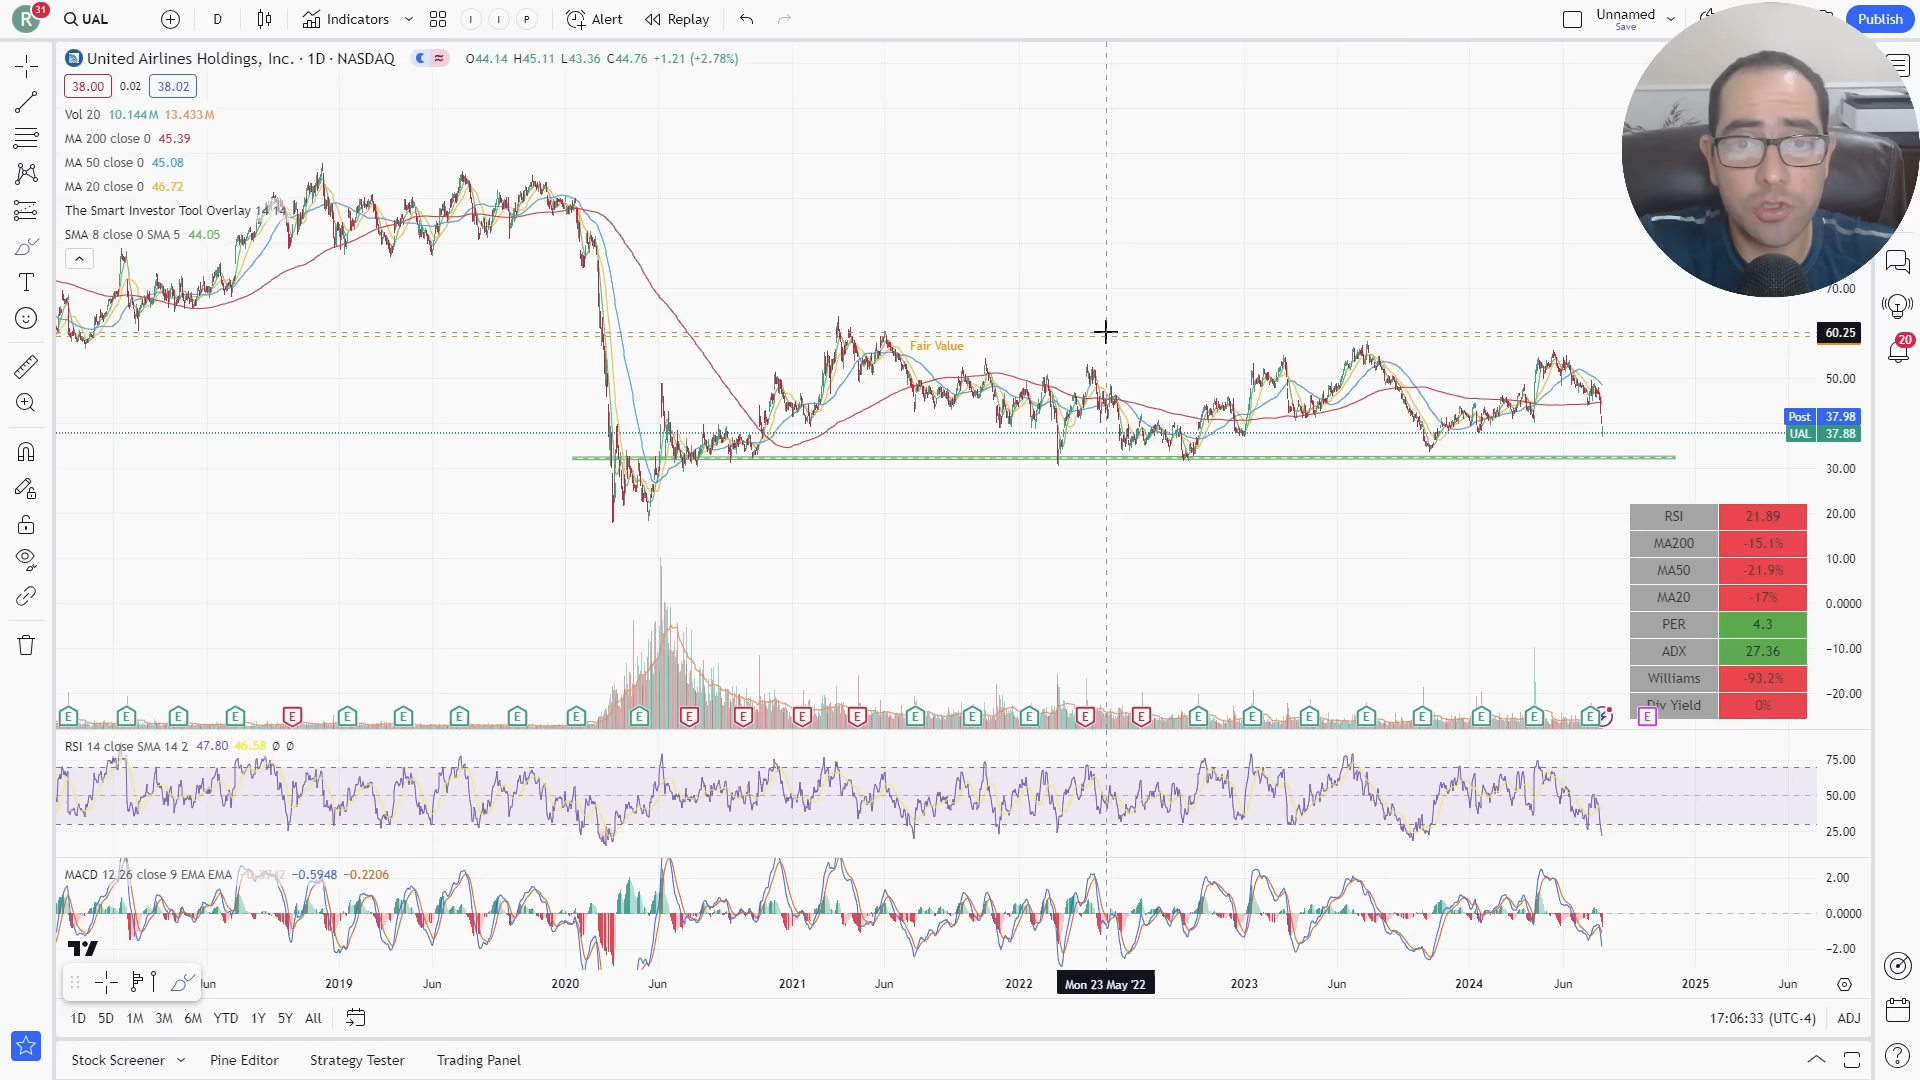 R 31 UAL D Indicators I I P Alert Replay Unnamed Publish
Save
United Airlines Holdings, Inc. · 1D · NASDAQ O44.14 H45.11 L43.36 C44.76 +1.21 (+2.78%)
38.00 0.02 38.02
Vol 20 10.144M 13.433M
MA 200 close 0 45.39
MA 50 close 0 45.08
MA 20 close 0 46.72
The Smart Investor Tool Overlay 14 14
SMA 8 close 0 SMA 5 44.05
70.00
60.25
Fair Value
50.00
Post 37.98
UAL 37.88
30.00
20.00
10.00
0.0000
−10.00
−20.00
20
RSI 21.89
MA200 -15.1%
MA50 -21.9%
MA20 -17%
PER 4.3
ADX 27.36
Williams -93.2%
Div Yield 0%
E E E E E E E E E E E E E E E E E E E E E E E E E E E E E
RSI 14 close SMA 14 2 47.80 46.58 Ø Ø
75.00
50.00
25.00
MACD 12 26 close 9 EMA EMA −0.5948 −0.2206
2.00
0.0000
−2.00
Jun 2019 Jun 2020 Jun 2021 Jun 2022 Mon 23 May '22 2023 Jun 2024 Jun 2025 Jun
1D 5D 1M 3M 6M YTD 1Y 5Y All 17:06:33 (UTC-4) ADJ
Stock Screener Pine Editor Strategy Tester Trading Panel